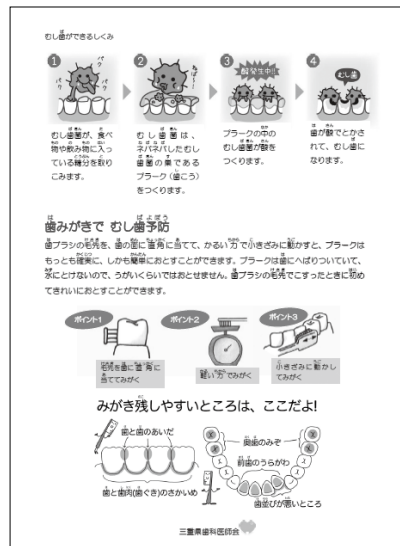 むし歯ができるしくみ
1
パク
パク
パク
むし歯菌が、食べ
物や飲み物に入っ
ている糖分を取り
こみます。
2
ねば〜
むし歯菌は、
ネバネバしたむし
歯菌の巣である
プラーク(歯こう)
をつくります。
3
酸発生中!!
プラークの中の
むし歯菌が酸を
つくります。
4
むし歯
歯が酸でとかさ
れて、むし歯に
なります。
歯みがきで むし歯予防
歯ブラシの毛先を、歯の面に直角に当てて、かるい力で小きざみに動かすと、プラークは
もっとも確実に、しかも簡単におとすことができます。プラークは歯にへばりついていて、
水にとけないので、うがいくらいではおとせません。歯ブラシの毛先でこすったときに初め
てきれいにおとすことができます。
ポイント1
毛先を歯に直角に
当ててみがく
ポイント2
軽い力でみがく
ポイント3
小きざみに動かし
てみがく
みがき残しやすいところは、ここだよ!
歯と歯のあいだ
歯と歯肉(歯ぐき)のさかいめ
奥歯のみぞ
前歯のうらがわ
歯並びが悪いところ
三重県歯科医師会